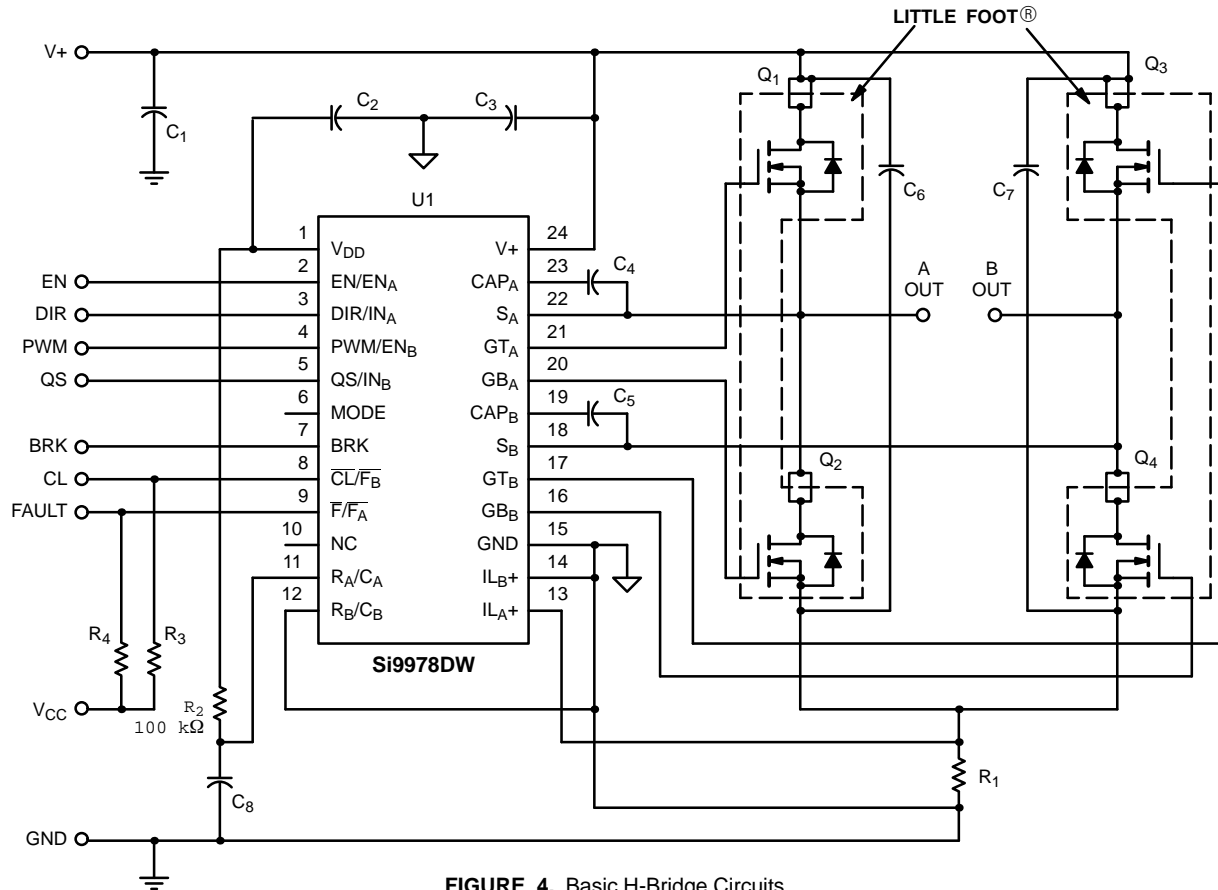 LITTLE FOOT®
V+
Q1
Q3
C2
C3
C1
C6
C7
U1
1
VDD
V+
24
2
EN
EN/ENA
CAPA
23
C4
A
OUT
B
OUT
3
DIR
DIR/INA
SA
22
4
PWM
PWM/ENB
GTA
21
5
QS
QS/INB
GBA
20
6
MODE
CAPB
19
C5
7
BRK
BRK
SB
18
Q2
Q4
8
CL
CL/FB
GTB
17
9
FAULT
F/FA
GBB
16
10
NC
GND
15
11
RA/CA
ILB+
14
12
RB/CB
ILA+
13
R4
R3
Si9978DW
VCC
R2
100 kΩ
R1
C8
GND
FIGURE 4. Basic H-Bridge Circuits